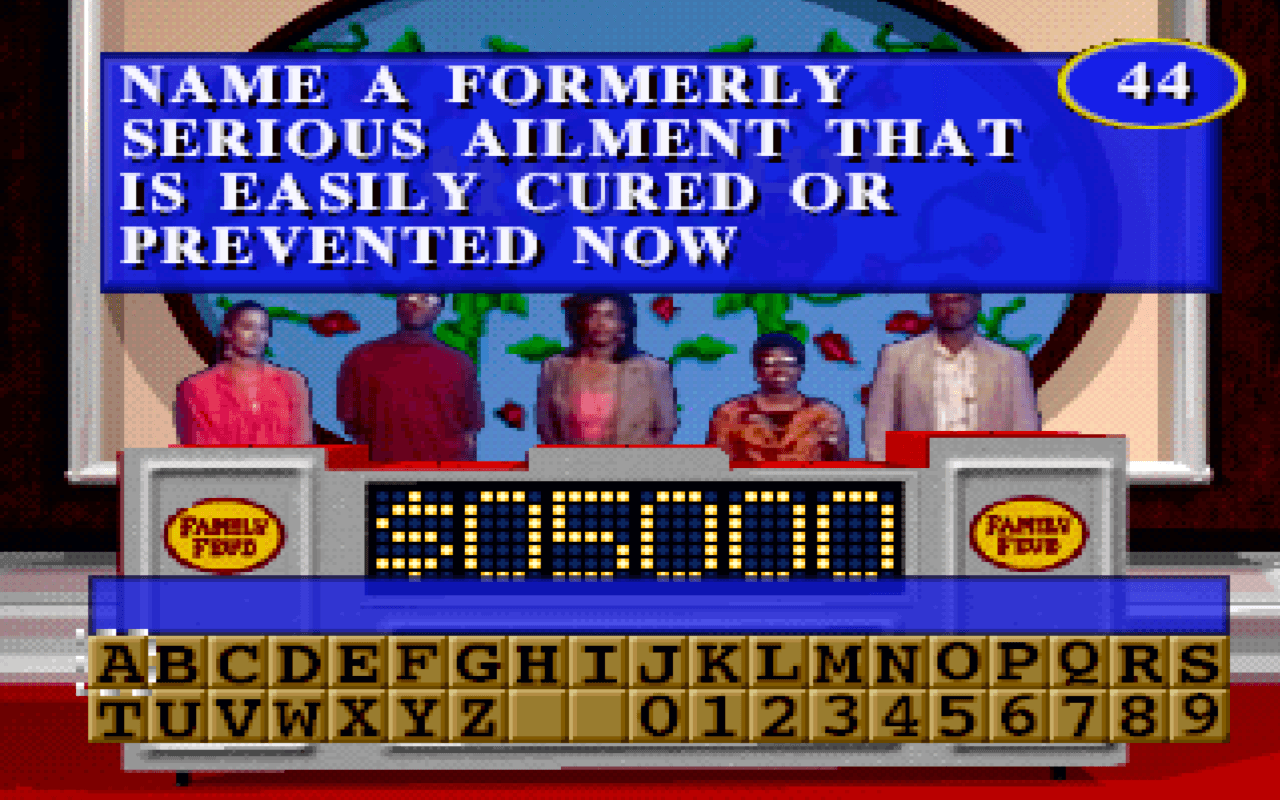 NAME A FORMERLY
44
SERIOUS AILMENT THAT
IS EASILY CURED OR
PREVENTED NOW
$05000
FAMILY
FEUD
FAMILY
FEUD
ABCDEFGHIJKLMNOPQRS
TUVWXYZ 0123456789